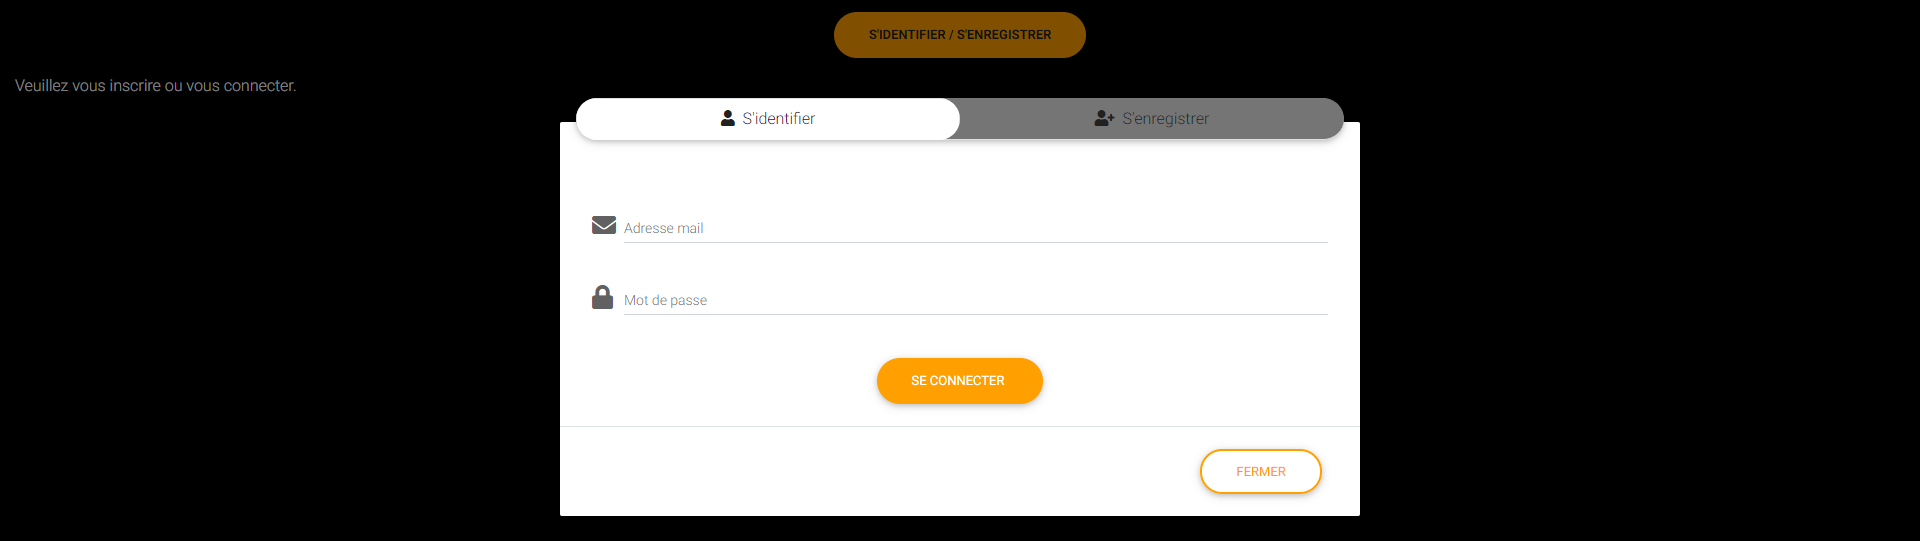 S'IDENTIFIER / S'ENREGISTRER
Veuillez vous inscrire ou vous connecter.
S'identifier
S'enregistrer
Adresse mail
Mot de passe
SE CONNECTER
FERMER